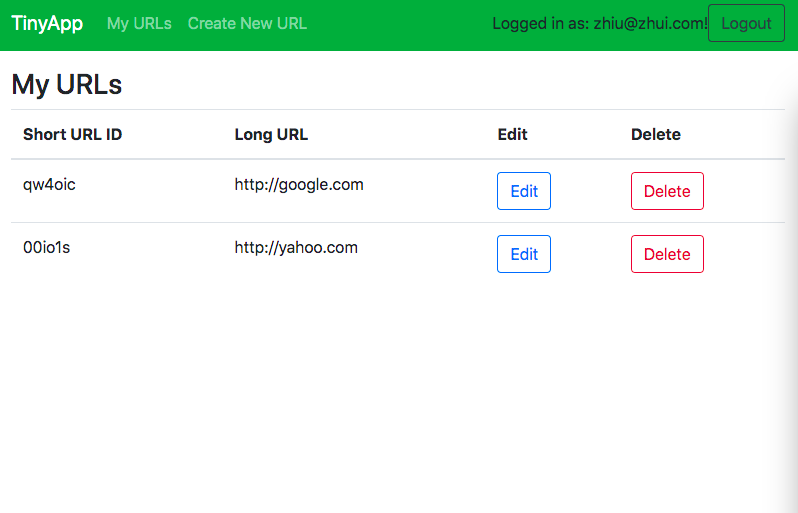 TinyApp My URLs Create New URL Logged in as: zhiu@zhui.com! Logout
My URLs
Short URL ID Long URL Edit Delete
qw4oic http://google.com Edit Delete
00io1s http://yahoo.com Edit Delete